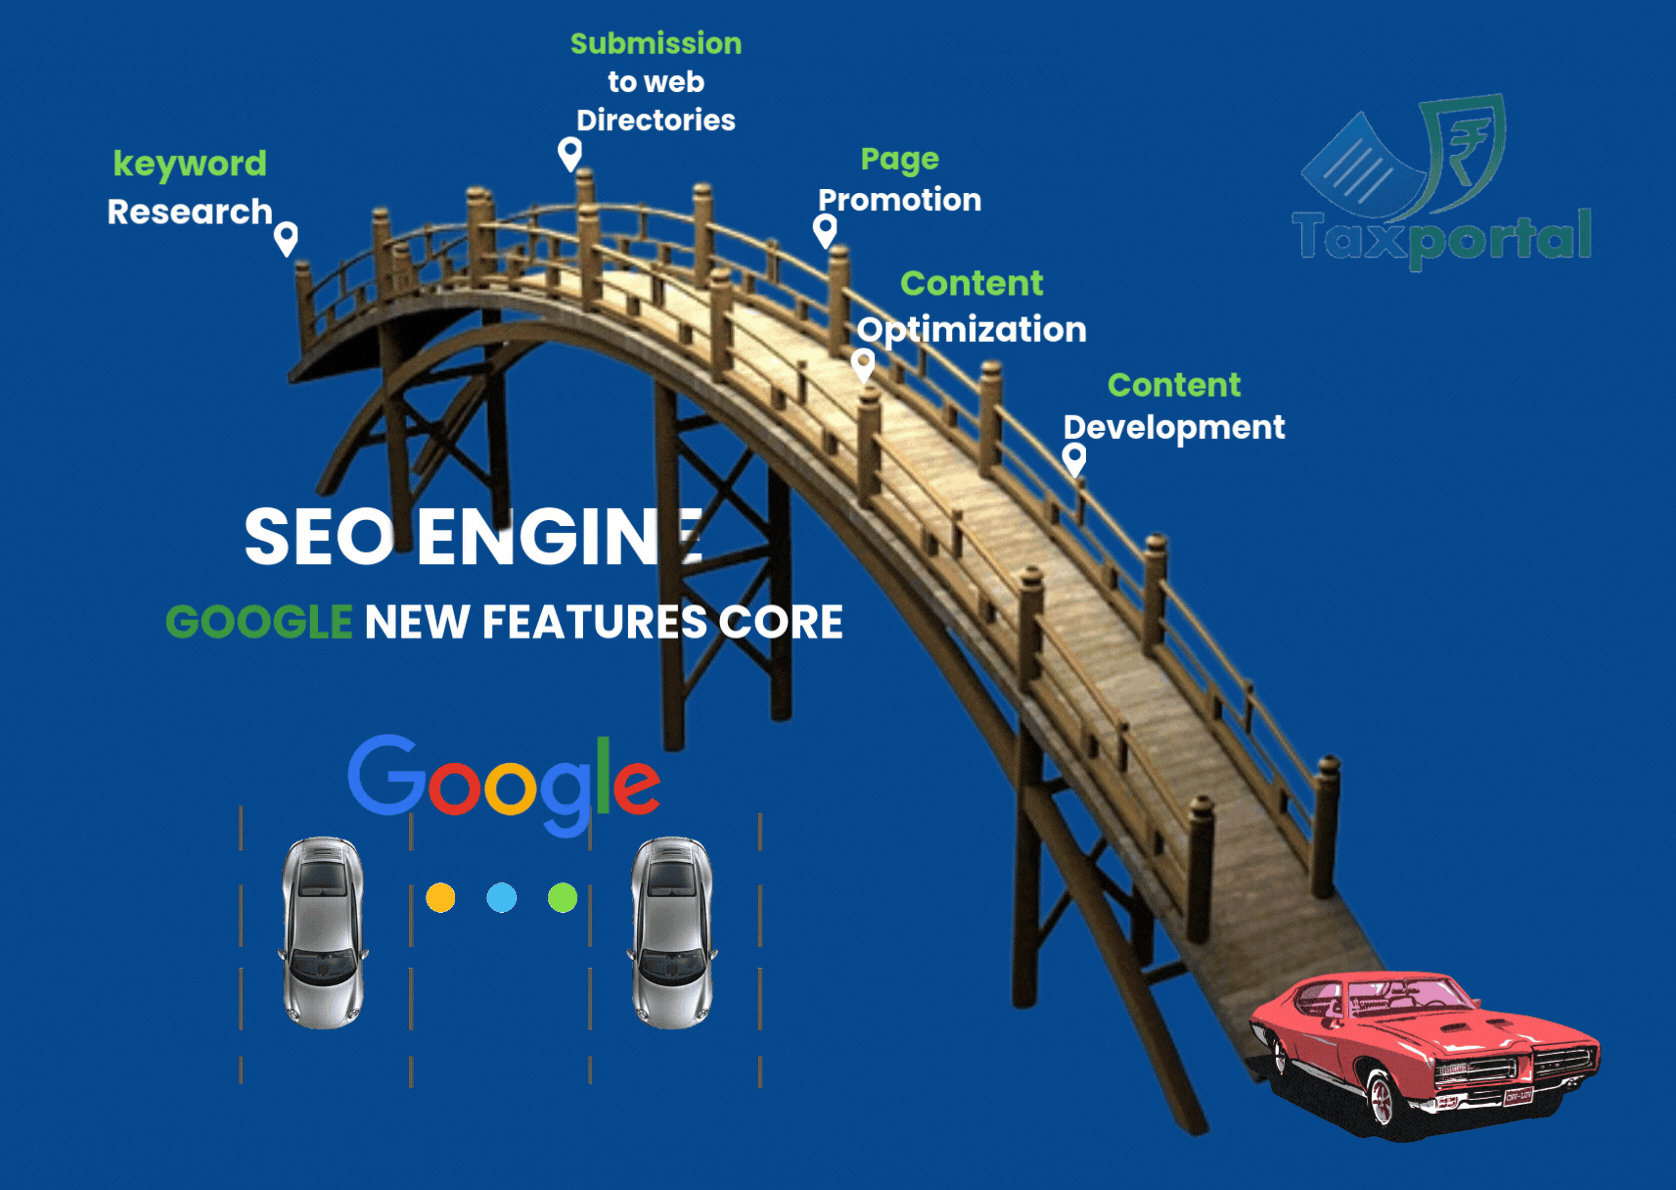 Submission
to web
Directories
keyword
Research
Page
Promotion
Content
Optimization
Content
Development
Taxportal
SEO ENGINE
GOOGLE NEW FEATURES CORE
Google